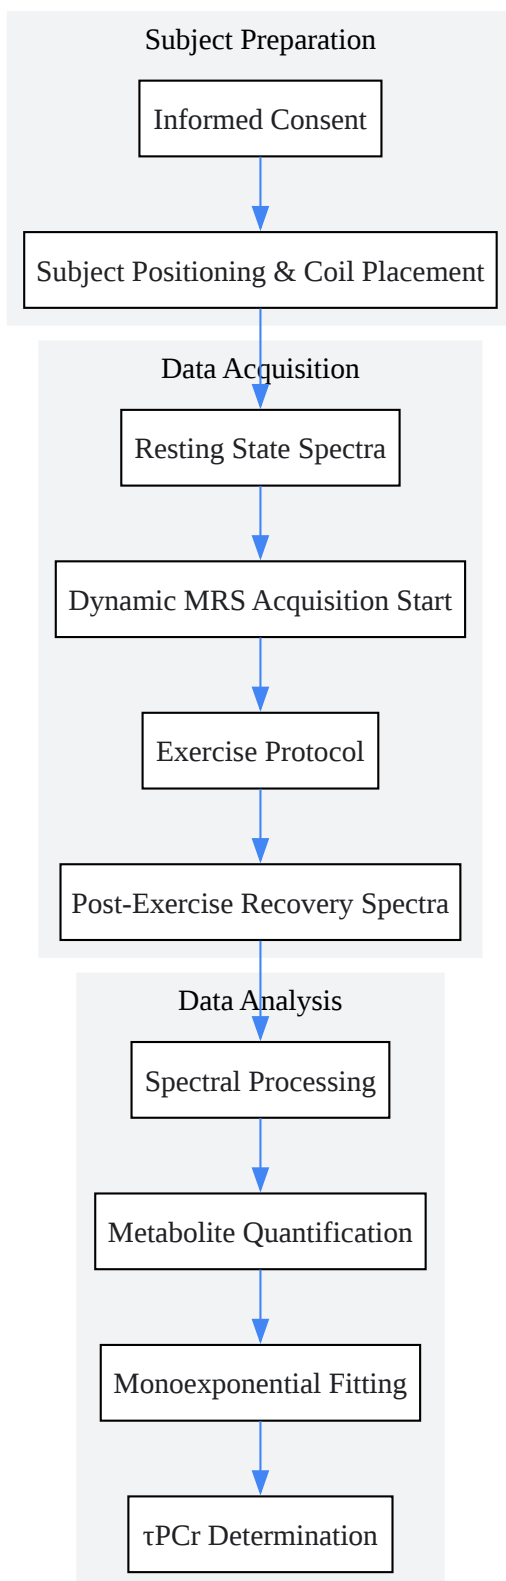 Subject Preparation
Informed Consent
Subject Positioning & Coil Placement
Data Acquisition
Resting State Spectra
Dynamic MRS Acquisition Start
Exercise Protocol
Post-Exercise Recovery Spectra
Data Analysis
Spectral Processing
Metabolite Quantification
Monoexponential Fitting
τPCr Determination